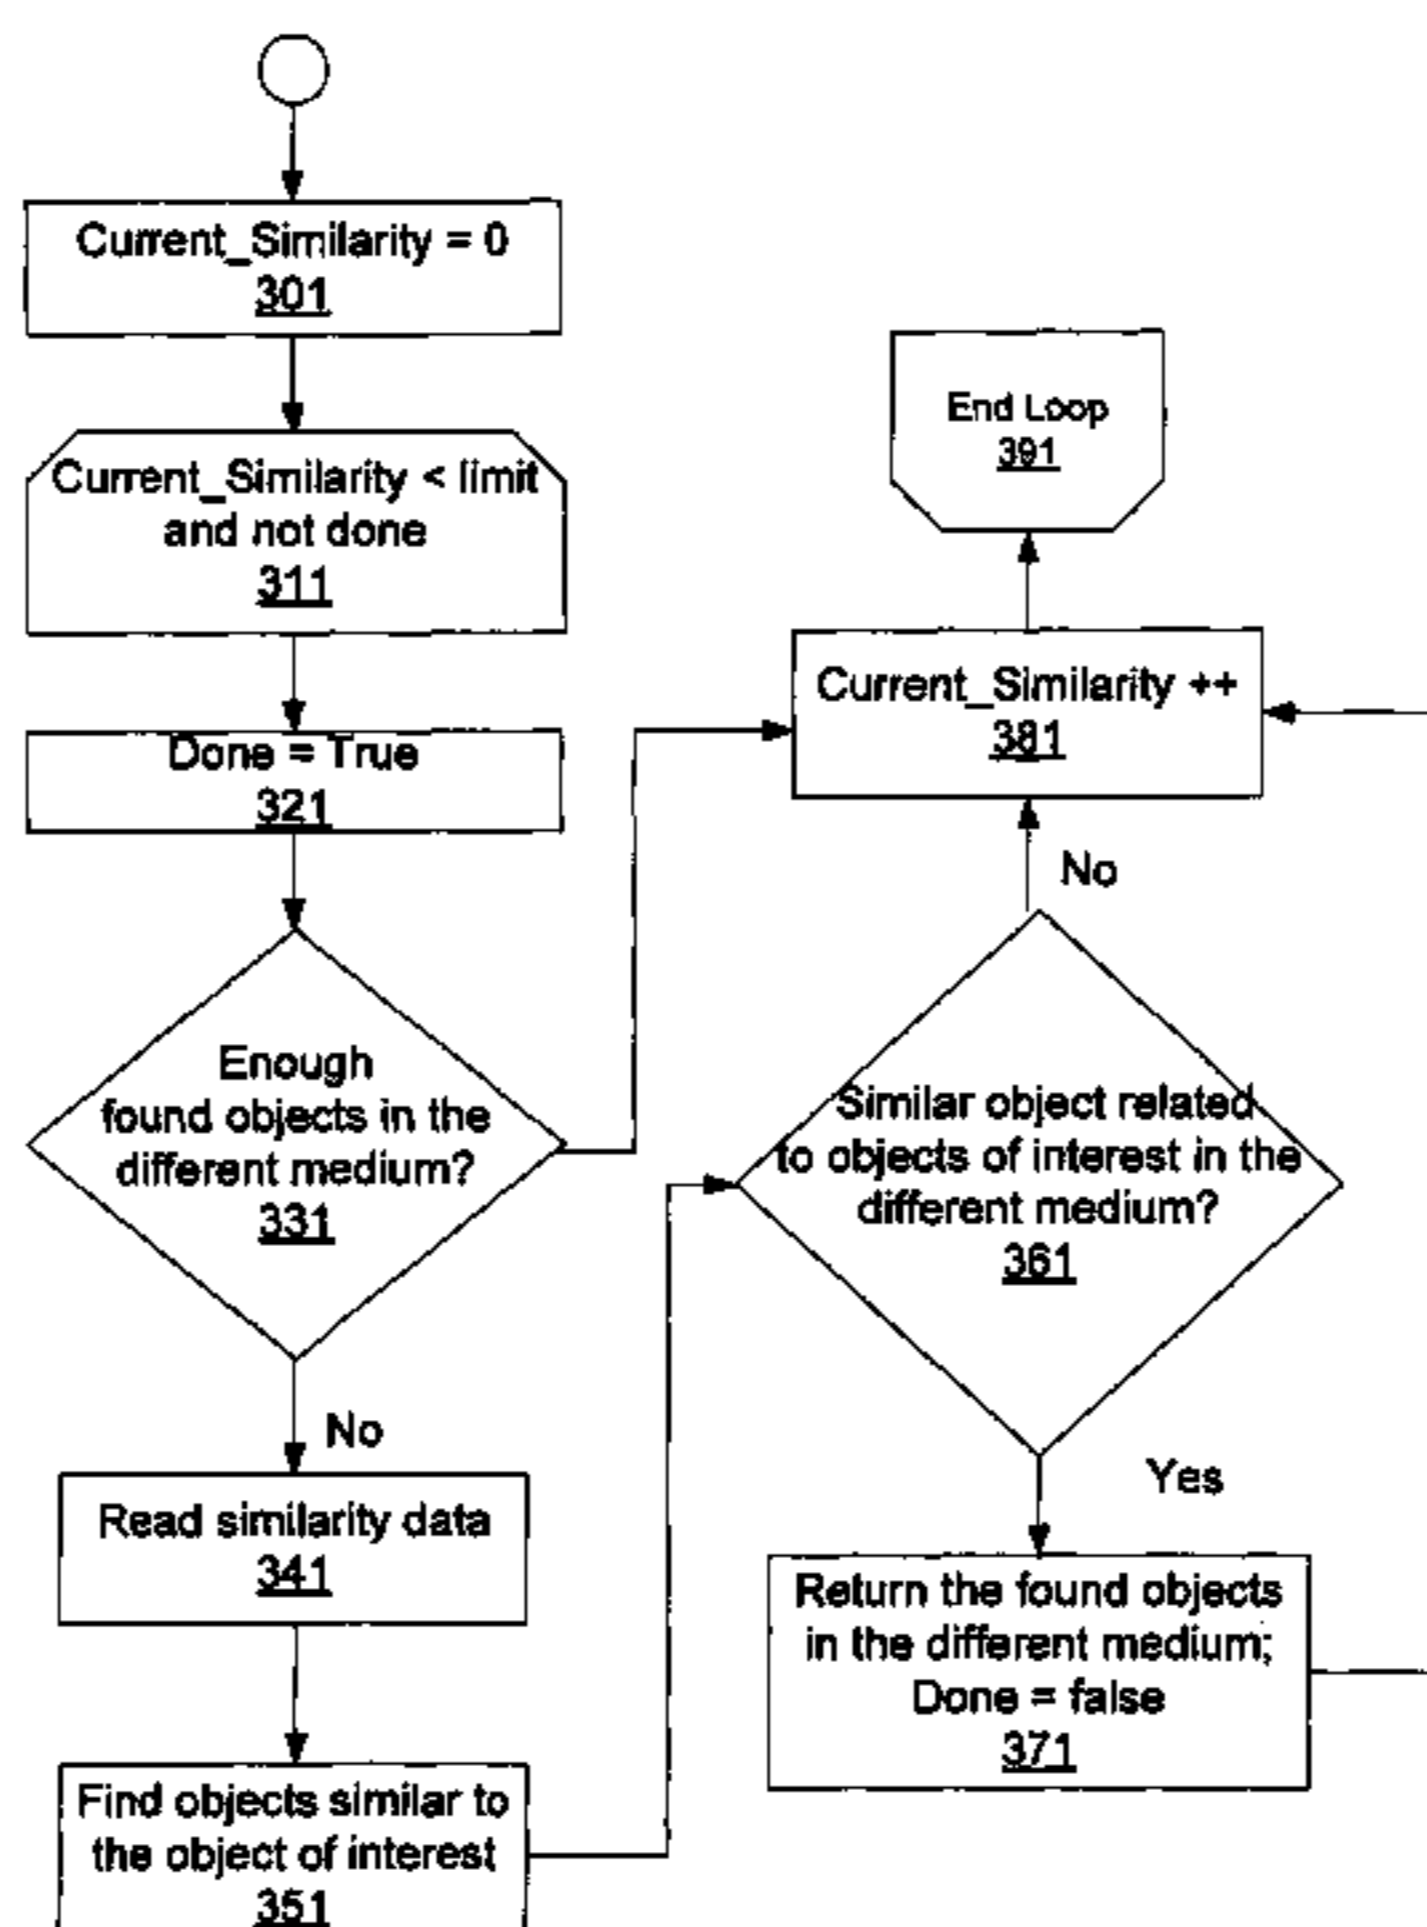 Current_Similarity = 0
301
Current_Similarity < limit
and not done
311
Done = True
321
Enough
found objects in the
different medium?
331
No
Read similarity data
341
Find objects similar to
the object of interest
351
End Loop
391
Current_Similarity ++
381
No
Similar object related
to objects of interest in the
different medium?
361
Yes
Return the found objects
in the different medium;
Done = false
371